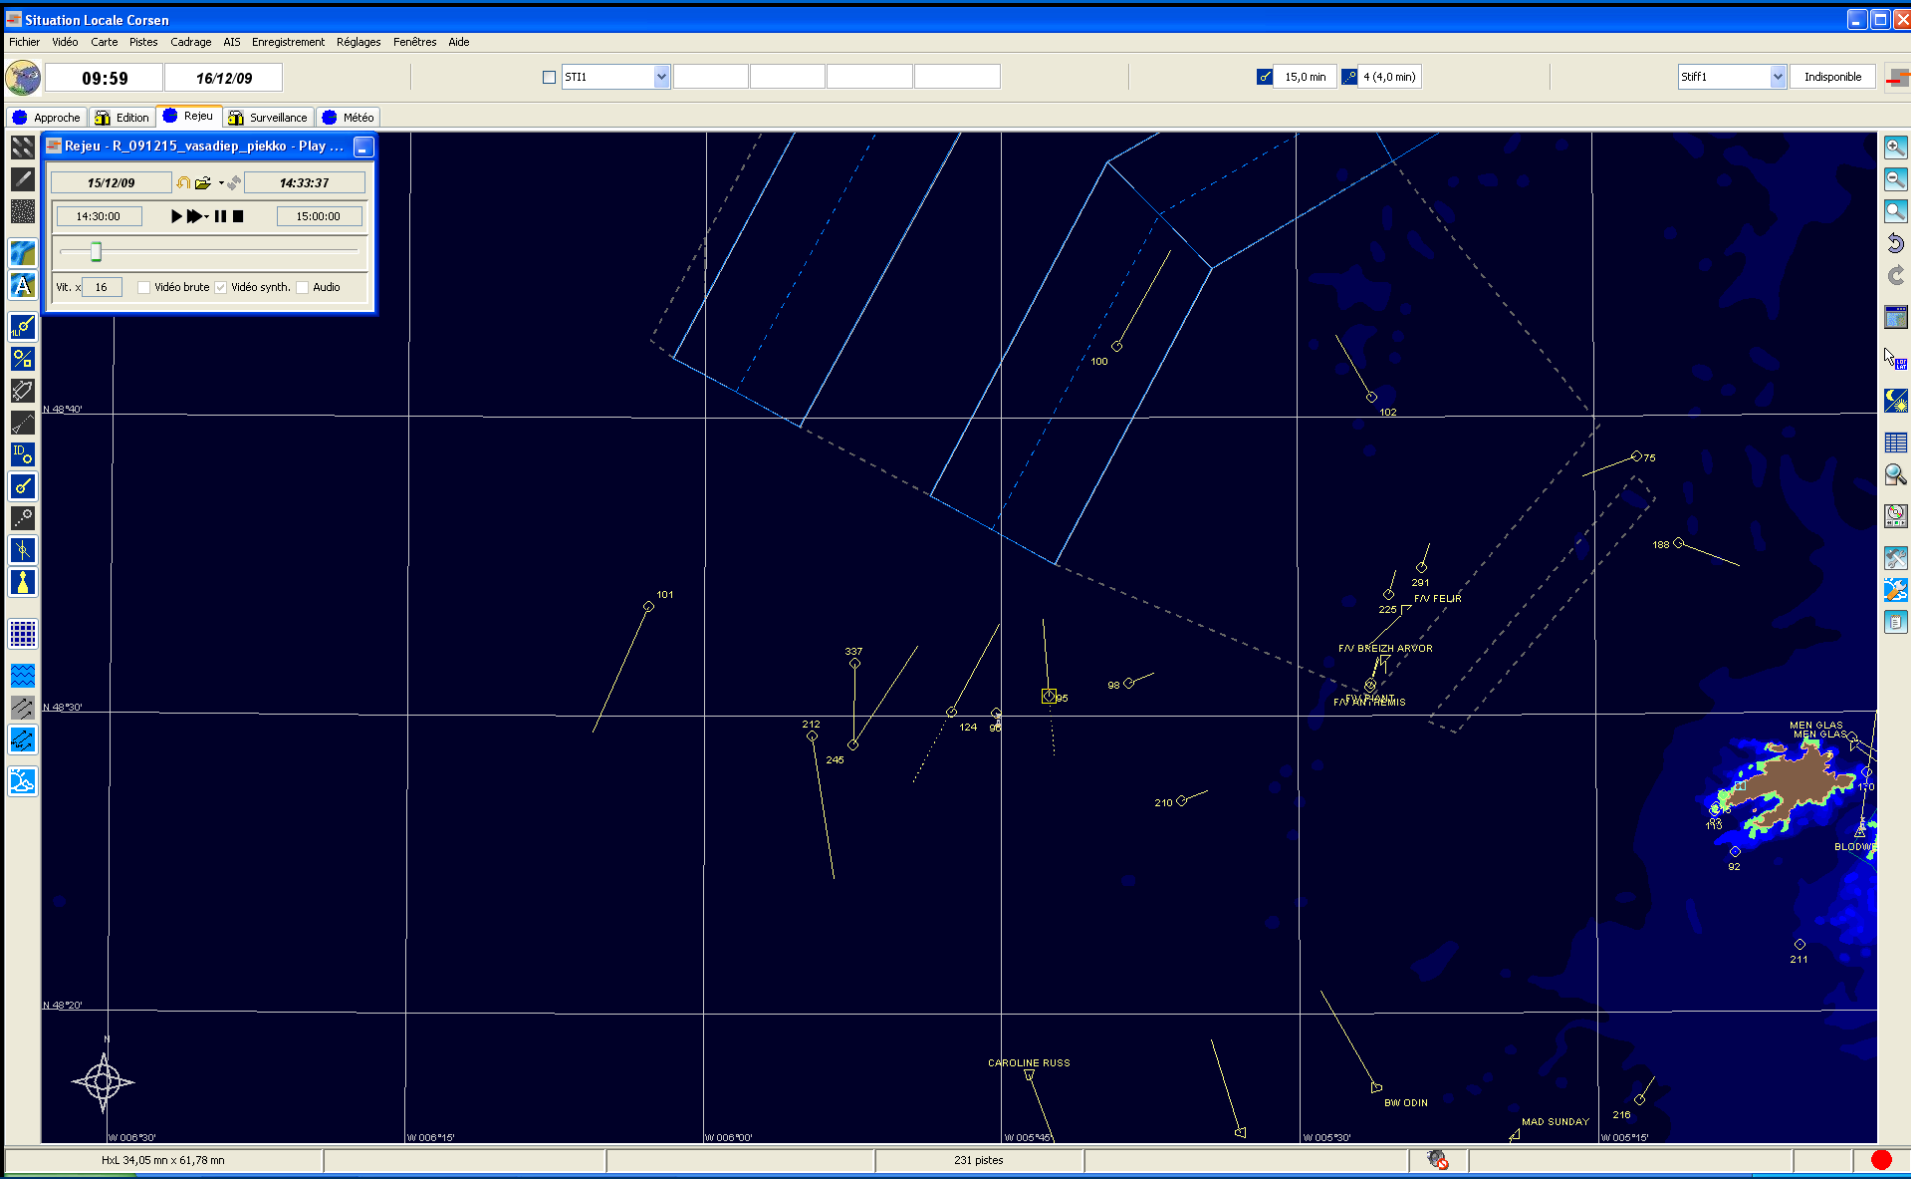 Situation Locale Corsen
Fichier Vidéo Carte Pistes Cadrage AIS Enregistrement Réglages Fenêtres Aide
09:59 16/12/09 STI1 15,0 min 4 (4,0 min) Stiff1 Indisponible
Approche Edition Rejeu Surveillance Météo
Rejeu - R_091215_vasadiep_piekko - Play ...
15/12/09 14:33:37
14:30:00 15:00:00
Vit. x 16 Vidéo brute Vidéo synth. Audio
100
N 48°40'
102
75
188
291
101
225
F/V FELIR
337
F/V BREIZH ARVOR
98
95
F/V ANTHEMIS
N 48°30'
212
124
MEN GLAS
MEN GLAS
245
210
170
113
BLODWE
92
211
N 48°20'
N
CAROLINE RUSS
BW ODIN
216
MAD SUNDAY
W 006°30' W 006°15' W 006°00' W 005°45' W 005°30' W 005°15'
HxL 34,05 mn x 61,78 mn 231 pistes